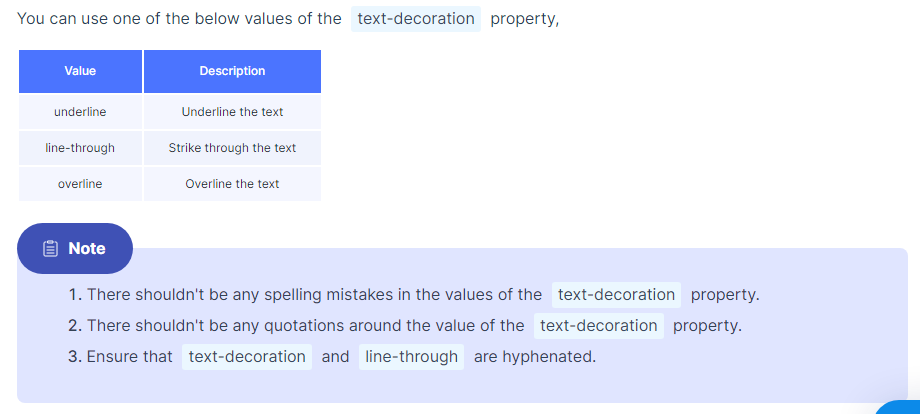 You can use one of the below values of the text-decoration property,
Value Description
underline Underline the text
line-through Strike through the text
overline Overline the text
Note
1. There shouldn't be any spelling mistakes in the values of the text-decoration property.
2. There shouldn't be any quotations around the value of the text-decoration property.
3. Ensure that text-decoration and line-through are hyphenated.